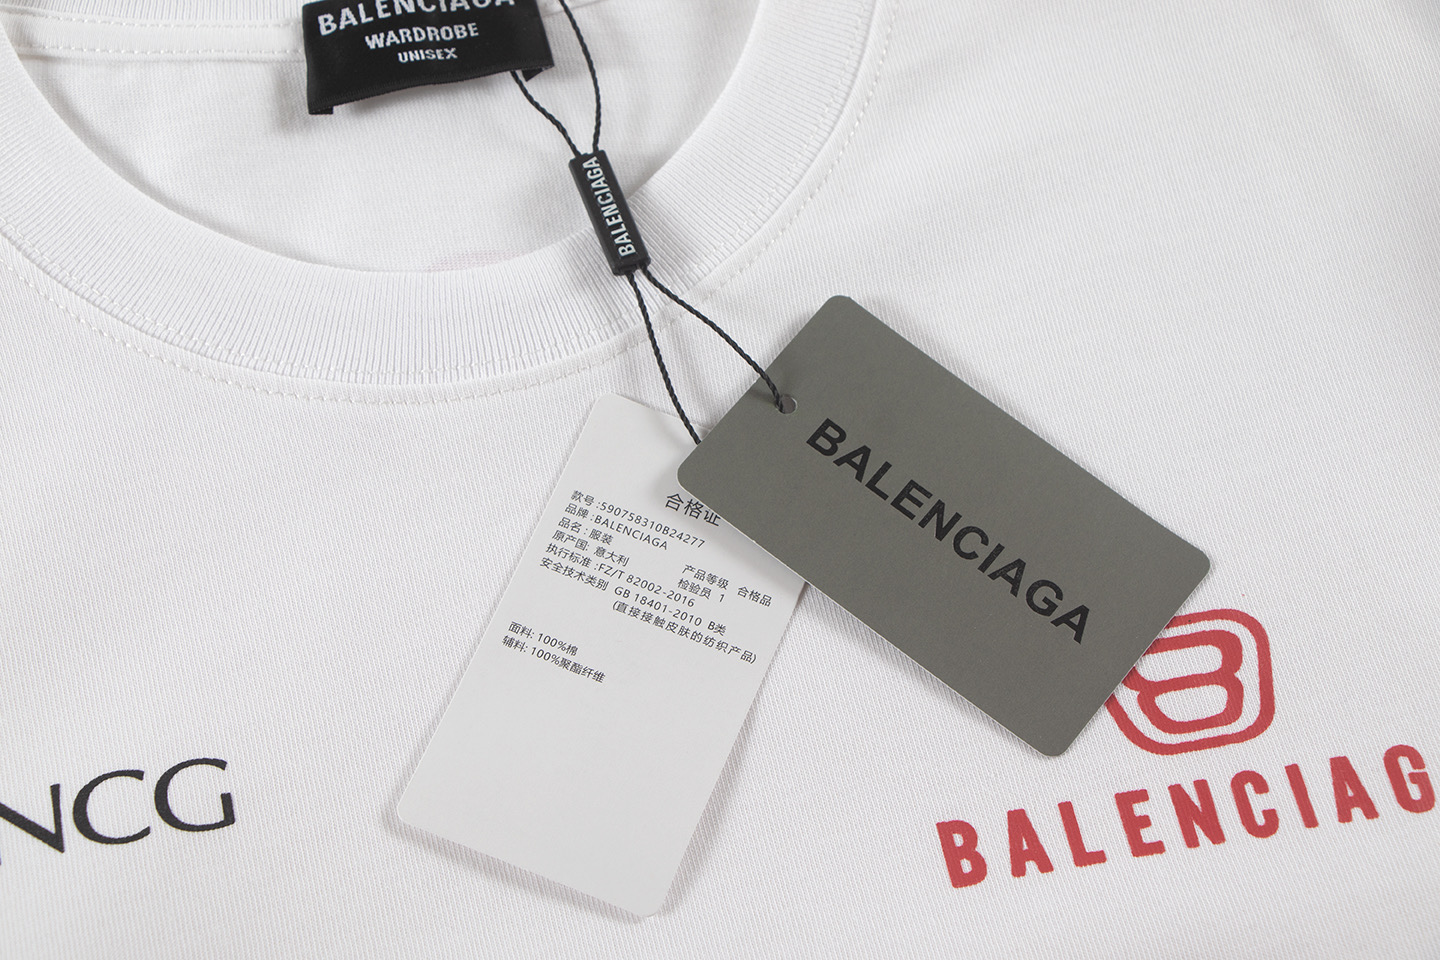 BALENCIAGA
WARDROBE
UNISEX
BALENCIAGA
BALENCIAGA
合格证
款号:590758310B24277
品牌:BALENCIAGA
品名: 服装
原产国: 意大利
产品等级 合格品
执行标准 :FZ/T 82002-2016
检验员 1
安全技术类别 GB 18401-2010 B类
(直接接触皮肤的纺织产品)
面料: 100%棉
辅料: 100%聚酯纤维
NCG
B
BALENCIAG